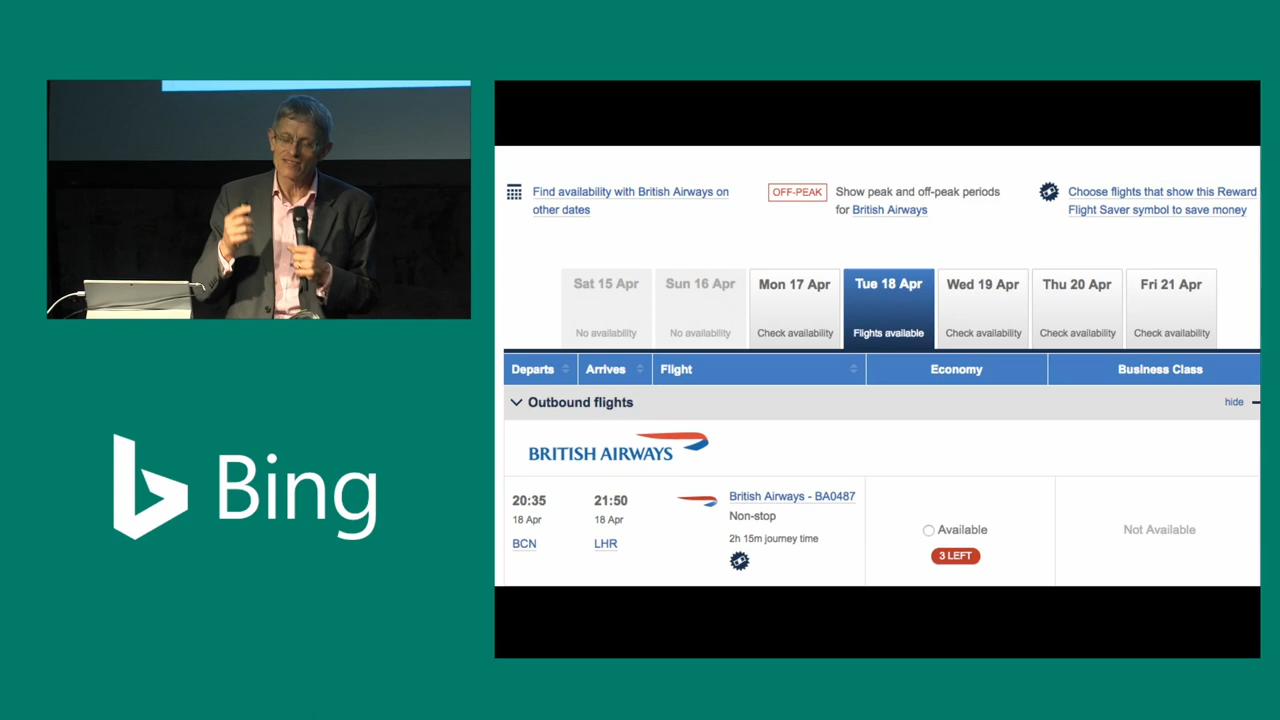 Find availability with British Airways on
other dates
OFF-PEAK
Show peak and off-peak periods
for British Airways
Choose flights that show this Reward
Flight Saver symbol to save money
Sat 15 Apr
No availability
Sun 16 Apr
No availability
Mon 17 Apr
Check availability
Tue 18 Apr
Flights available
Wed 19 Apr
Check availability
Thu 20 Apr
Check availability
Fri 21 Apr
Check availability
Departs
Arrives
Flight
Economy
Business Class
Outbound flights
hide
BRITISH AIRWAYS
20:35
18 Apr
BCN
21:50
18 Apr
LHR
British Airways - BA0487
Non-stop
2h 15m journey time
Available
3 LEFT
Not Available
Bing